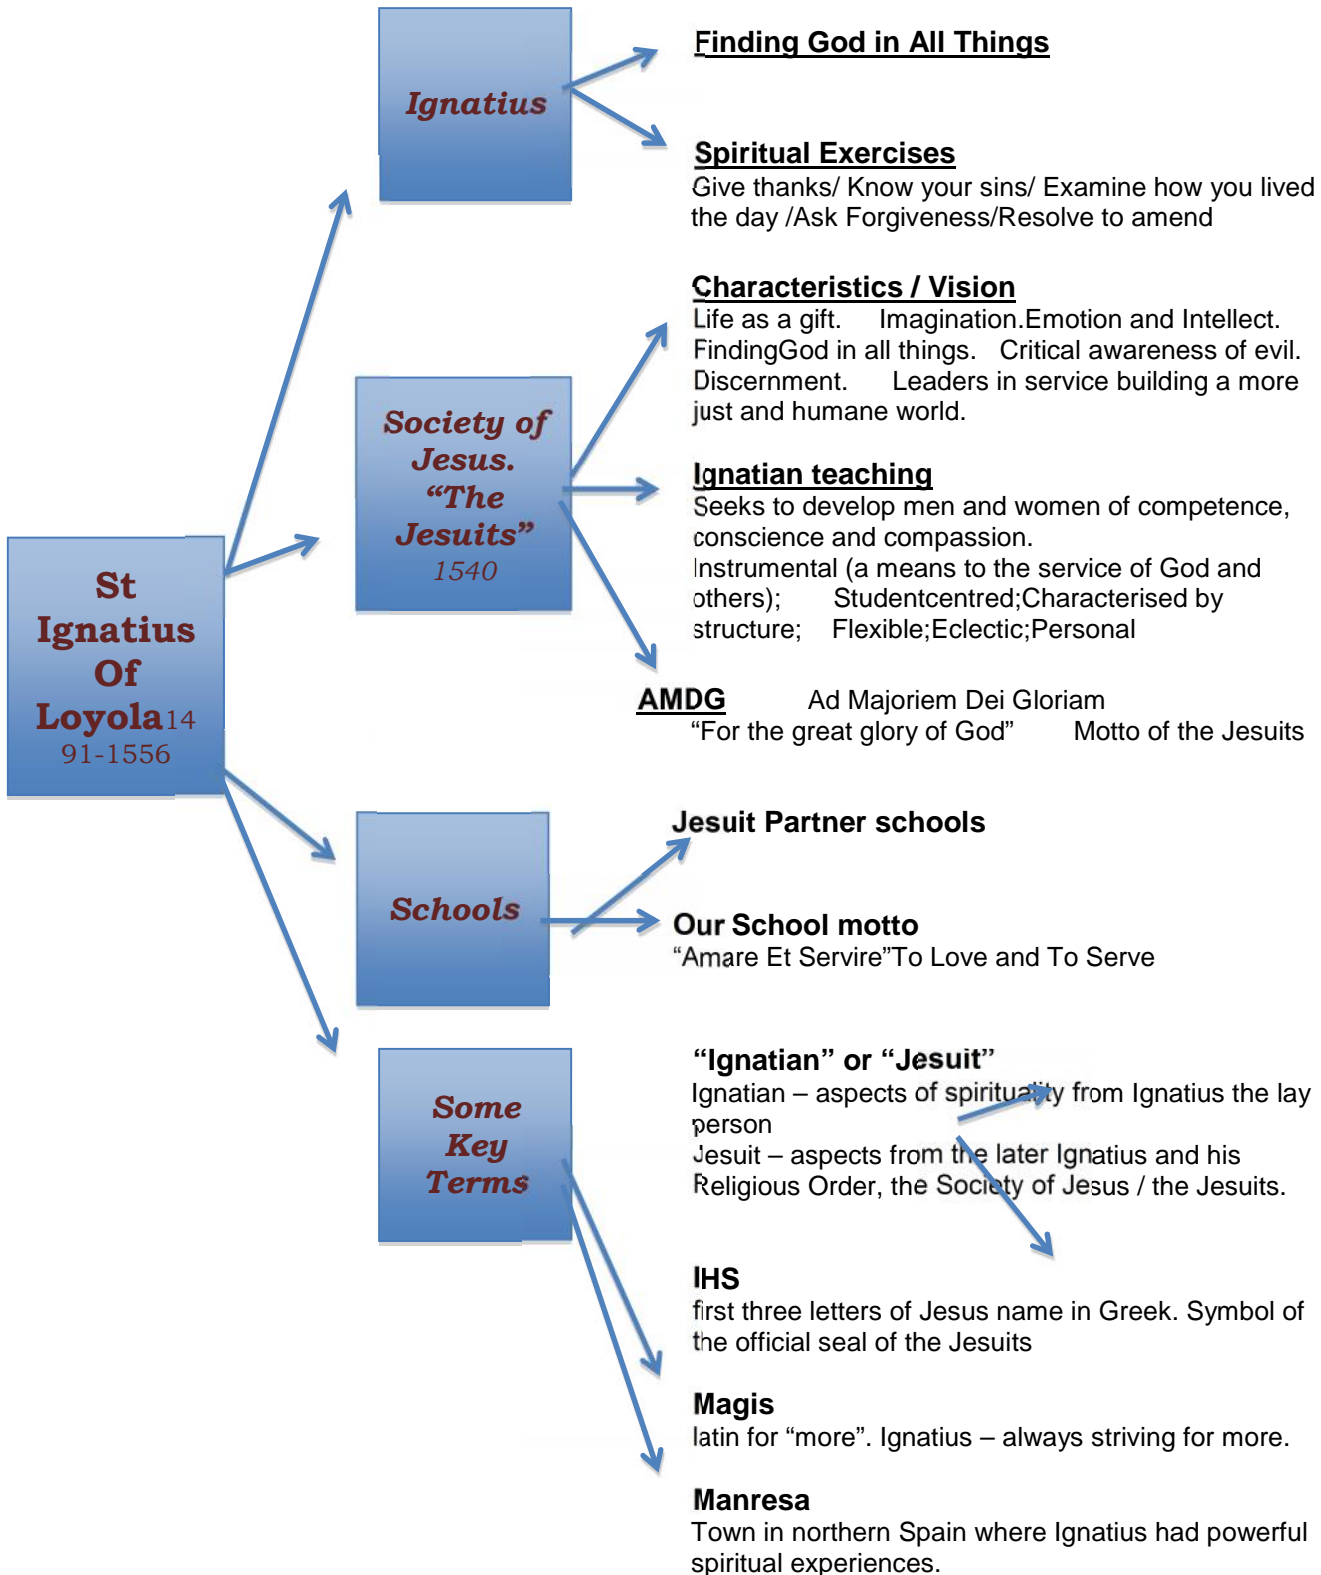 St
Ignatius
Of
Loyola14
91-1556
Ignatius
Finding God in All Things
Spiritual Exercises
Give thanks/ Know your sins/ Examine how you lived
the day /Ask Forgiveness/Resolve to amend
Society of
Jesus.
“The
Jesuits”
1540
Characteristics / Vision
Life as a gift. Imagination.Emotion and Intellect.
FindingGod in all things. Critical awareness of evil.
Discernment. Leaders in service building a more
just and humane world.
Ignatian teaching
Seeks to develop men and women of competence,
conscience and compassion.
Instrumental (a means to the service of God and
others); Studentcentred;Characterised by
structure; Flexible;Eclectic;Personal
AMDG Ad Majoriem Dei Gloriam
“For the great glory of God” Motto of the Jesuits
Schools
Jesuit Partner schools
Our School motto
“Amare Et Servire”To Love and To Serve
Some
Key
Terms
“Ignatian” or “Jesuit”
Ignatian – aspects of spirituality from Ignatius the lay
person
Jesuit – aspects from the later Ignatius and his
Religious Order, the Society of Jesus / the Jesuits.
IHS
first three letters of Jesus name in Greek. Symbol of
the official seal of the Jesuits
Magis
latin for “more”. Ignatius – always striving for more.
Manresa
Town in northern Spain where Ignatius had powerful
spiritual experiences.